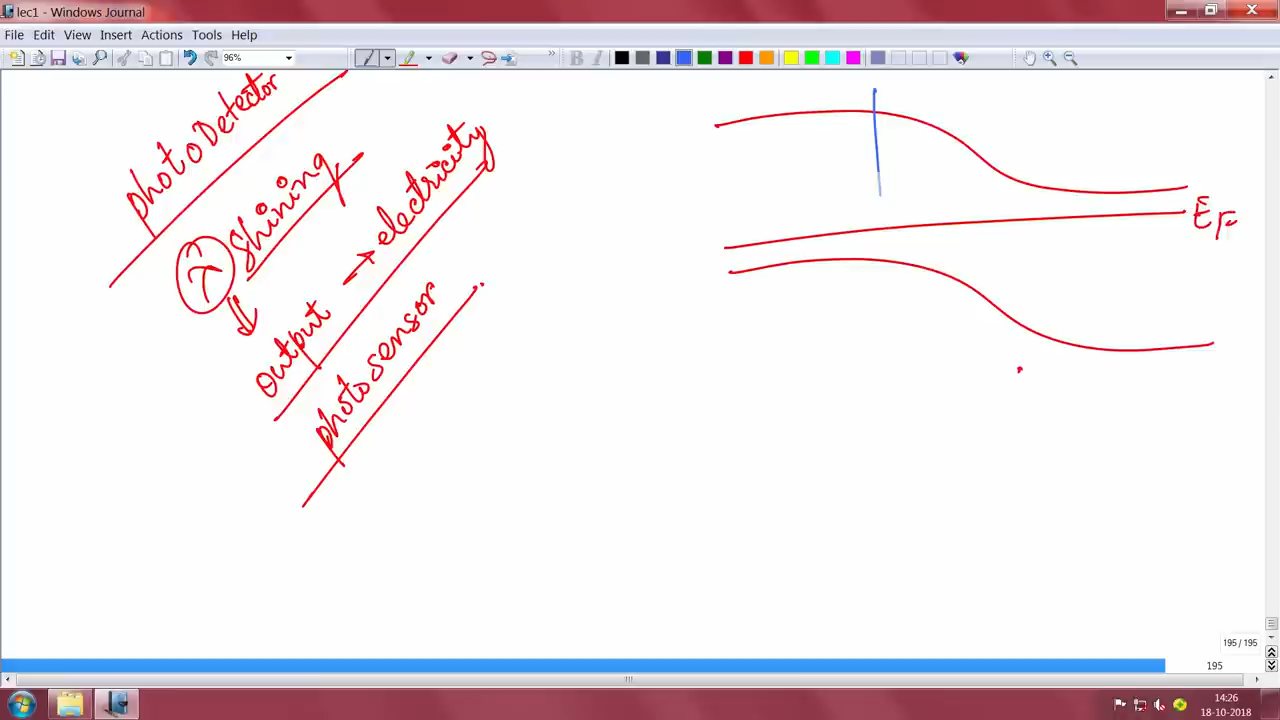 lec1 - Windows Journal
File Edit View Insert Actions Tools Help
96%
photoDetector
λ shining
output → electricity
photosensor
EF
195 / 195
195
14:26
18-10-2018